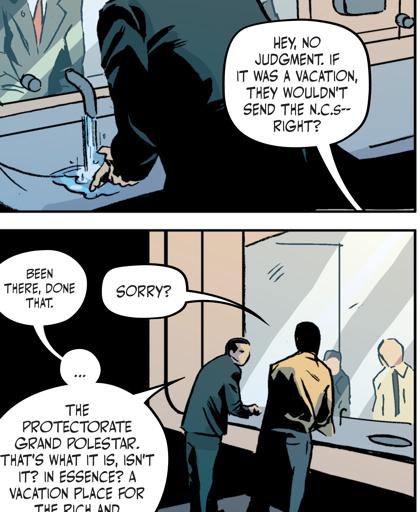 HEY, NO
JUDGMENT. IF
IT WAS A VACATION,
THEY WOULDN'T
SEND THE N.C.s--
RIGHT?
BEEN
THERE, DONE
THAT.
SORRY?
...
THE
PROTECTORATE
GRAND POLESTAR.
THAT'S WHAT IT IS, ISN'T
IT? IN ESSENCE? A
VACATION PLACE FOR
THE RICH AND